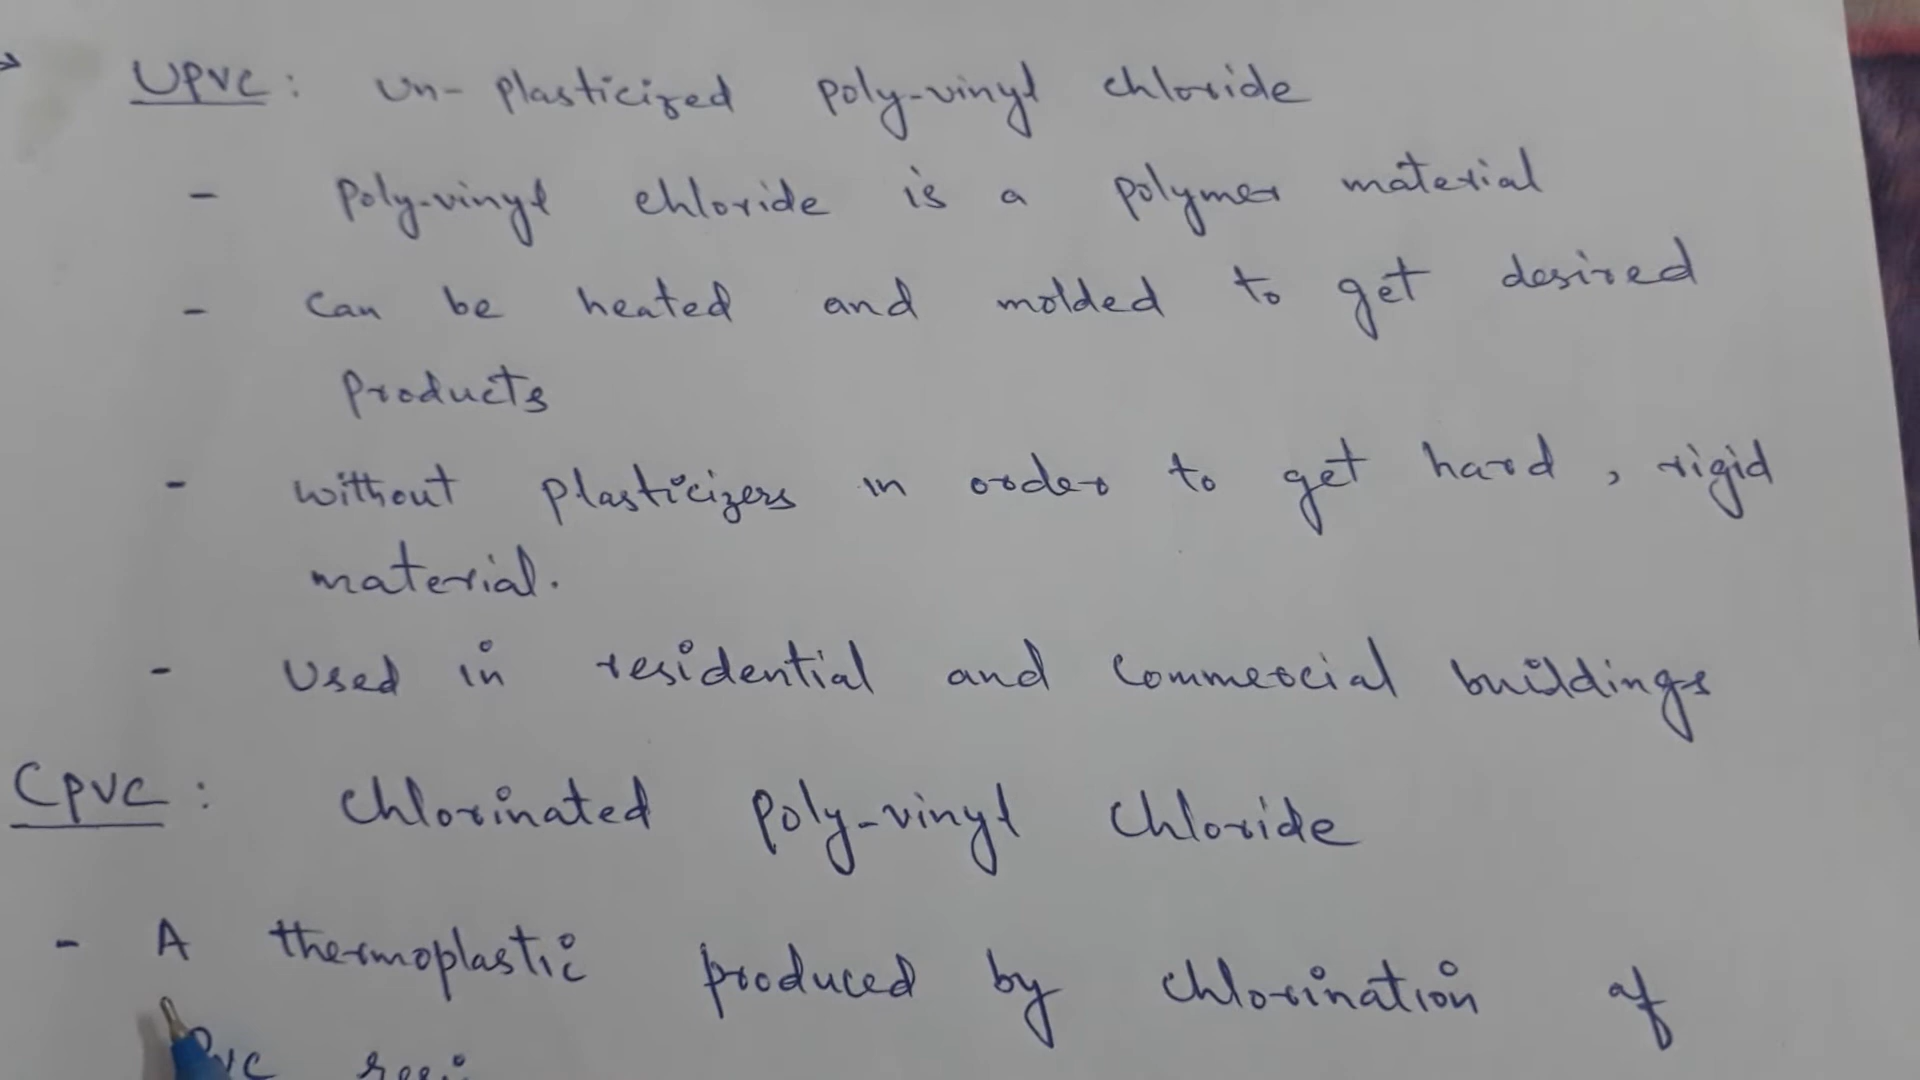 UPVC : Un-plasticized poly-vinyl chloride
- poly-vinyl chloride is a polymer material
- Can be heated and molded to get desired
products
- without plasticizers in order to get hard, rigid
material.
- Used in residential and Commercial buildings
CPVC : Chlorinated poly-vinyl Chloride
- A thermoplastic produced by chlorination of
PVC